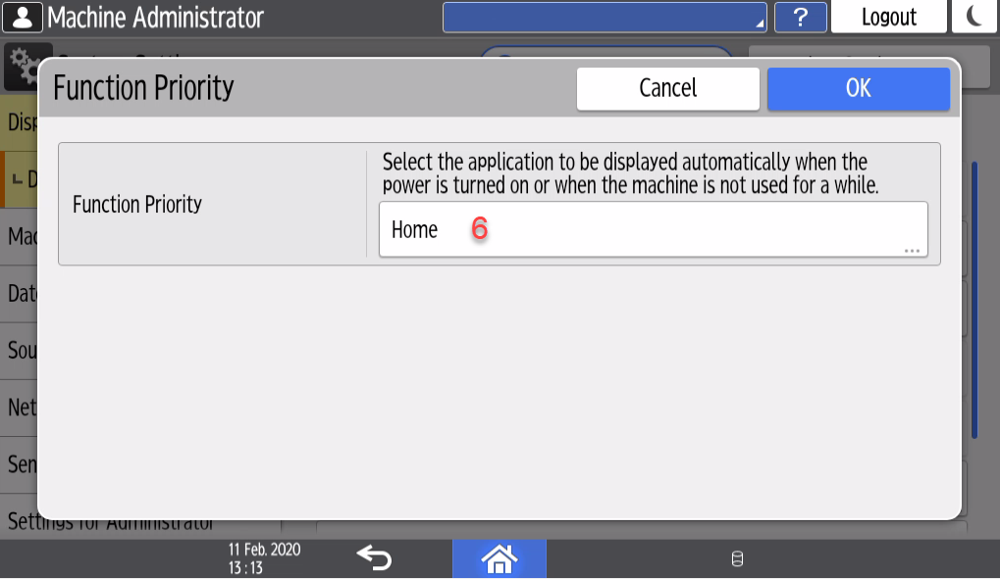 Machine Administrator
?
Logout
Function Priority
Cancel
OK
Select the application to be displayed automatically when the
power is turned on or when the machine is not used for a while.
Function Priority
Home
6
...
Disp
D
Mac
Date
Sou
Net
Sen
Settings for Administrator
11 Feb. 2020
13 : 13